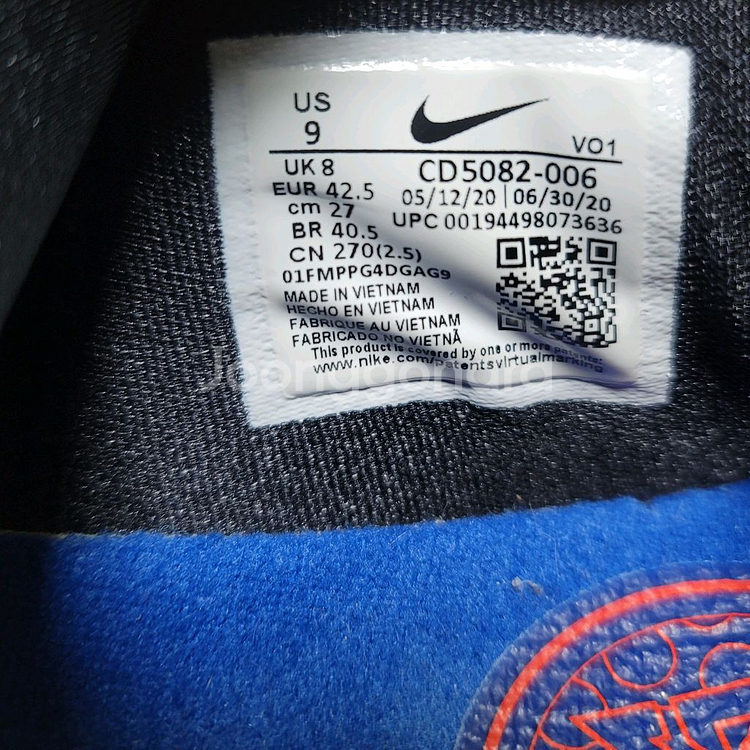 US
9
VO1
UK 8
CD5082-006
EUR 42.5
05/12/20 | 06/30/20
cm 27
UPC 00194498073636
BR 40.5
CN 270(2.5)
01FMPPG4DGAG9
MADE IN VIETNAM
HECHO EN VIETNAM
FABRIQUE AU VIETNAM
FABRICADO NO VIETNÃ
This product is covered by one or more patents:
www.nike.com/patentsvirtualmarking
Joonggonara